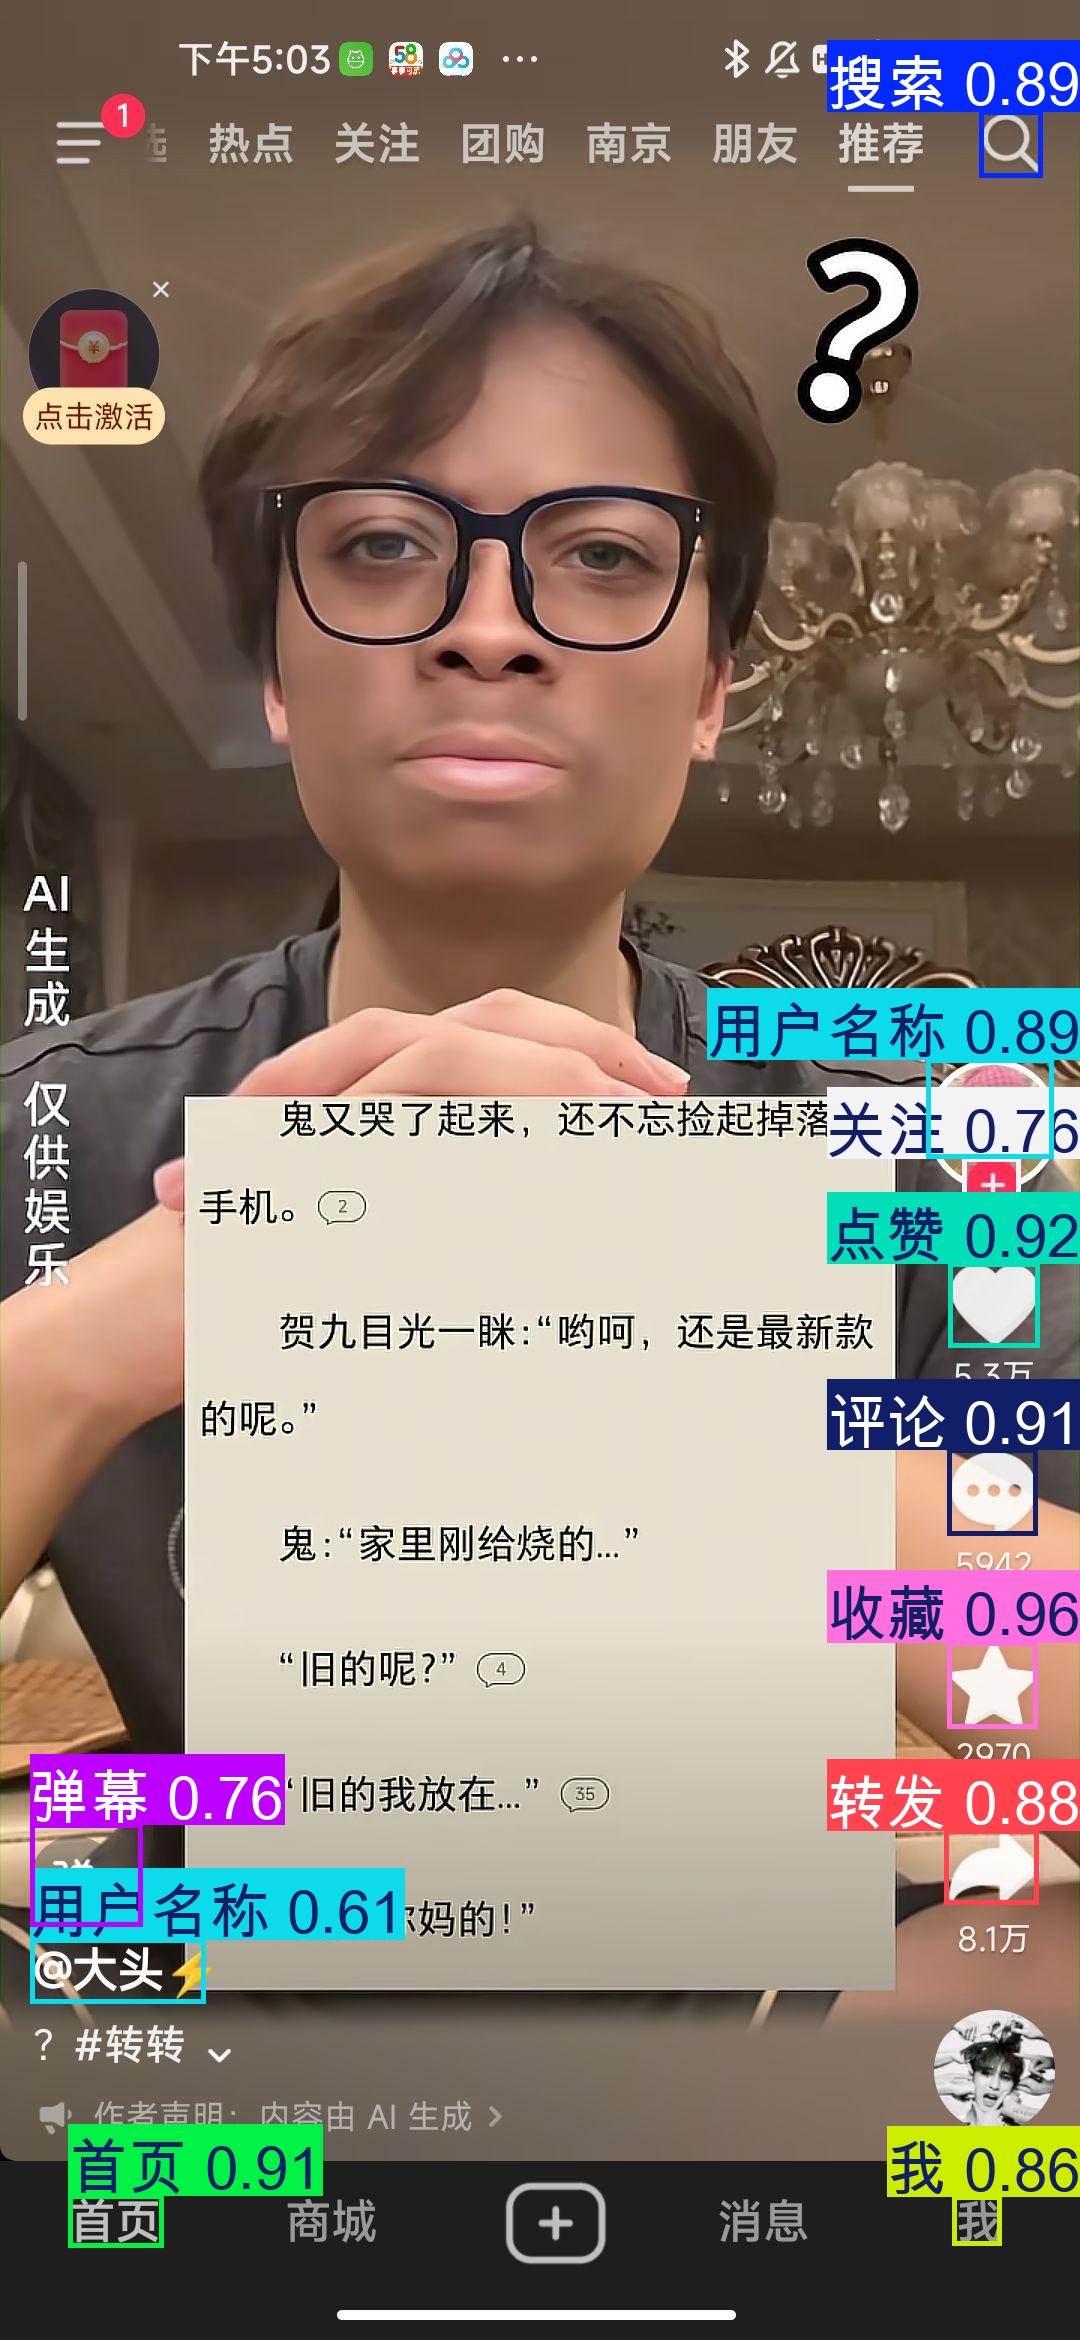 下午5:03
搜索 0.89
1
热点 关注 团购 南京 朋友 推荐
?
点击激活
AI生成 仅供娱乐
用户名称 0.89
鬼又哭了起来，还不忘捡起掉落
关注 0.76
手机。 2
点赞 0.92
贺九目光一眯：“哟呵，还是最新款
的呢。”
5.3万
评论 0.91
鬼：“家里刚给烧的...”
5942
收藏 0.96
“旧的呢？” 4
2970
弹幕 0.76
“旧的我放在...” 35
转发 0.88
用户名称 0.61
妈的！”
8.1万
@大头⚡
？ #转转
作者声明：内容由 AI 生成 >
首页 0.91
我 0.86
首页 商城 消息 我